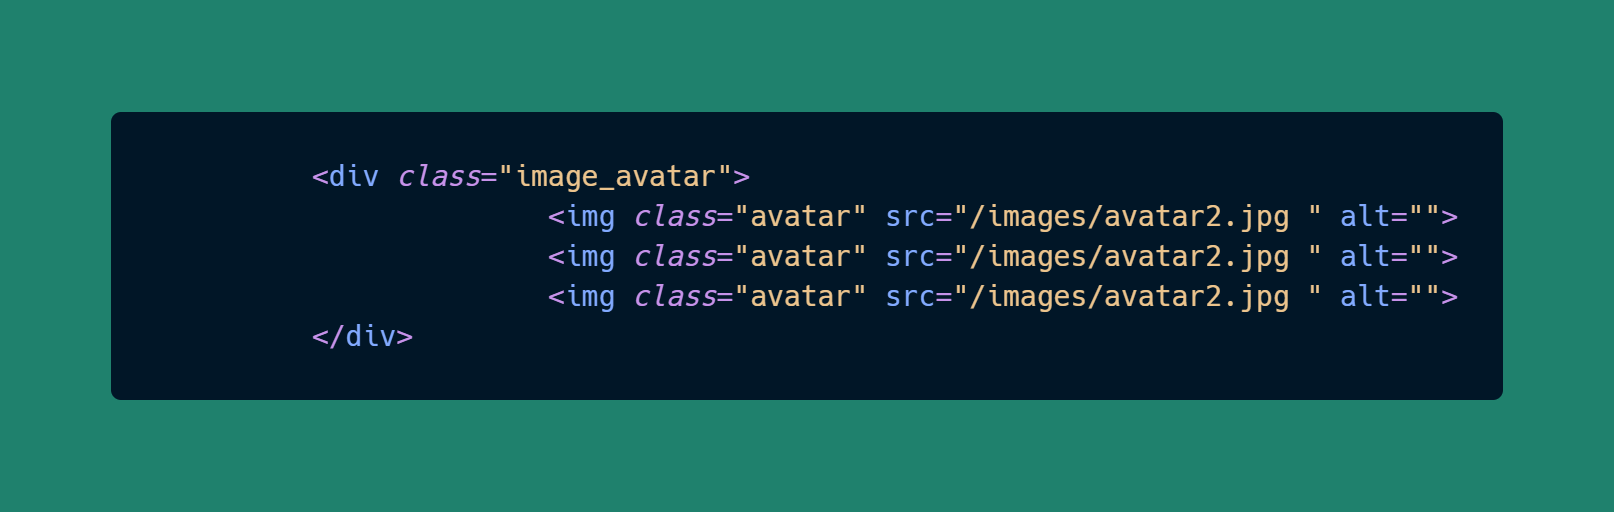 <div class="image_avatar">
<img class="avatar" src="/images/avatar2.jpg " alt="">
<img class="avatar" src="/images/avatar2.jpg " alt="">
<img class="avatar" src="/images/avatar2.jpg " alt="">
</div>